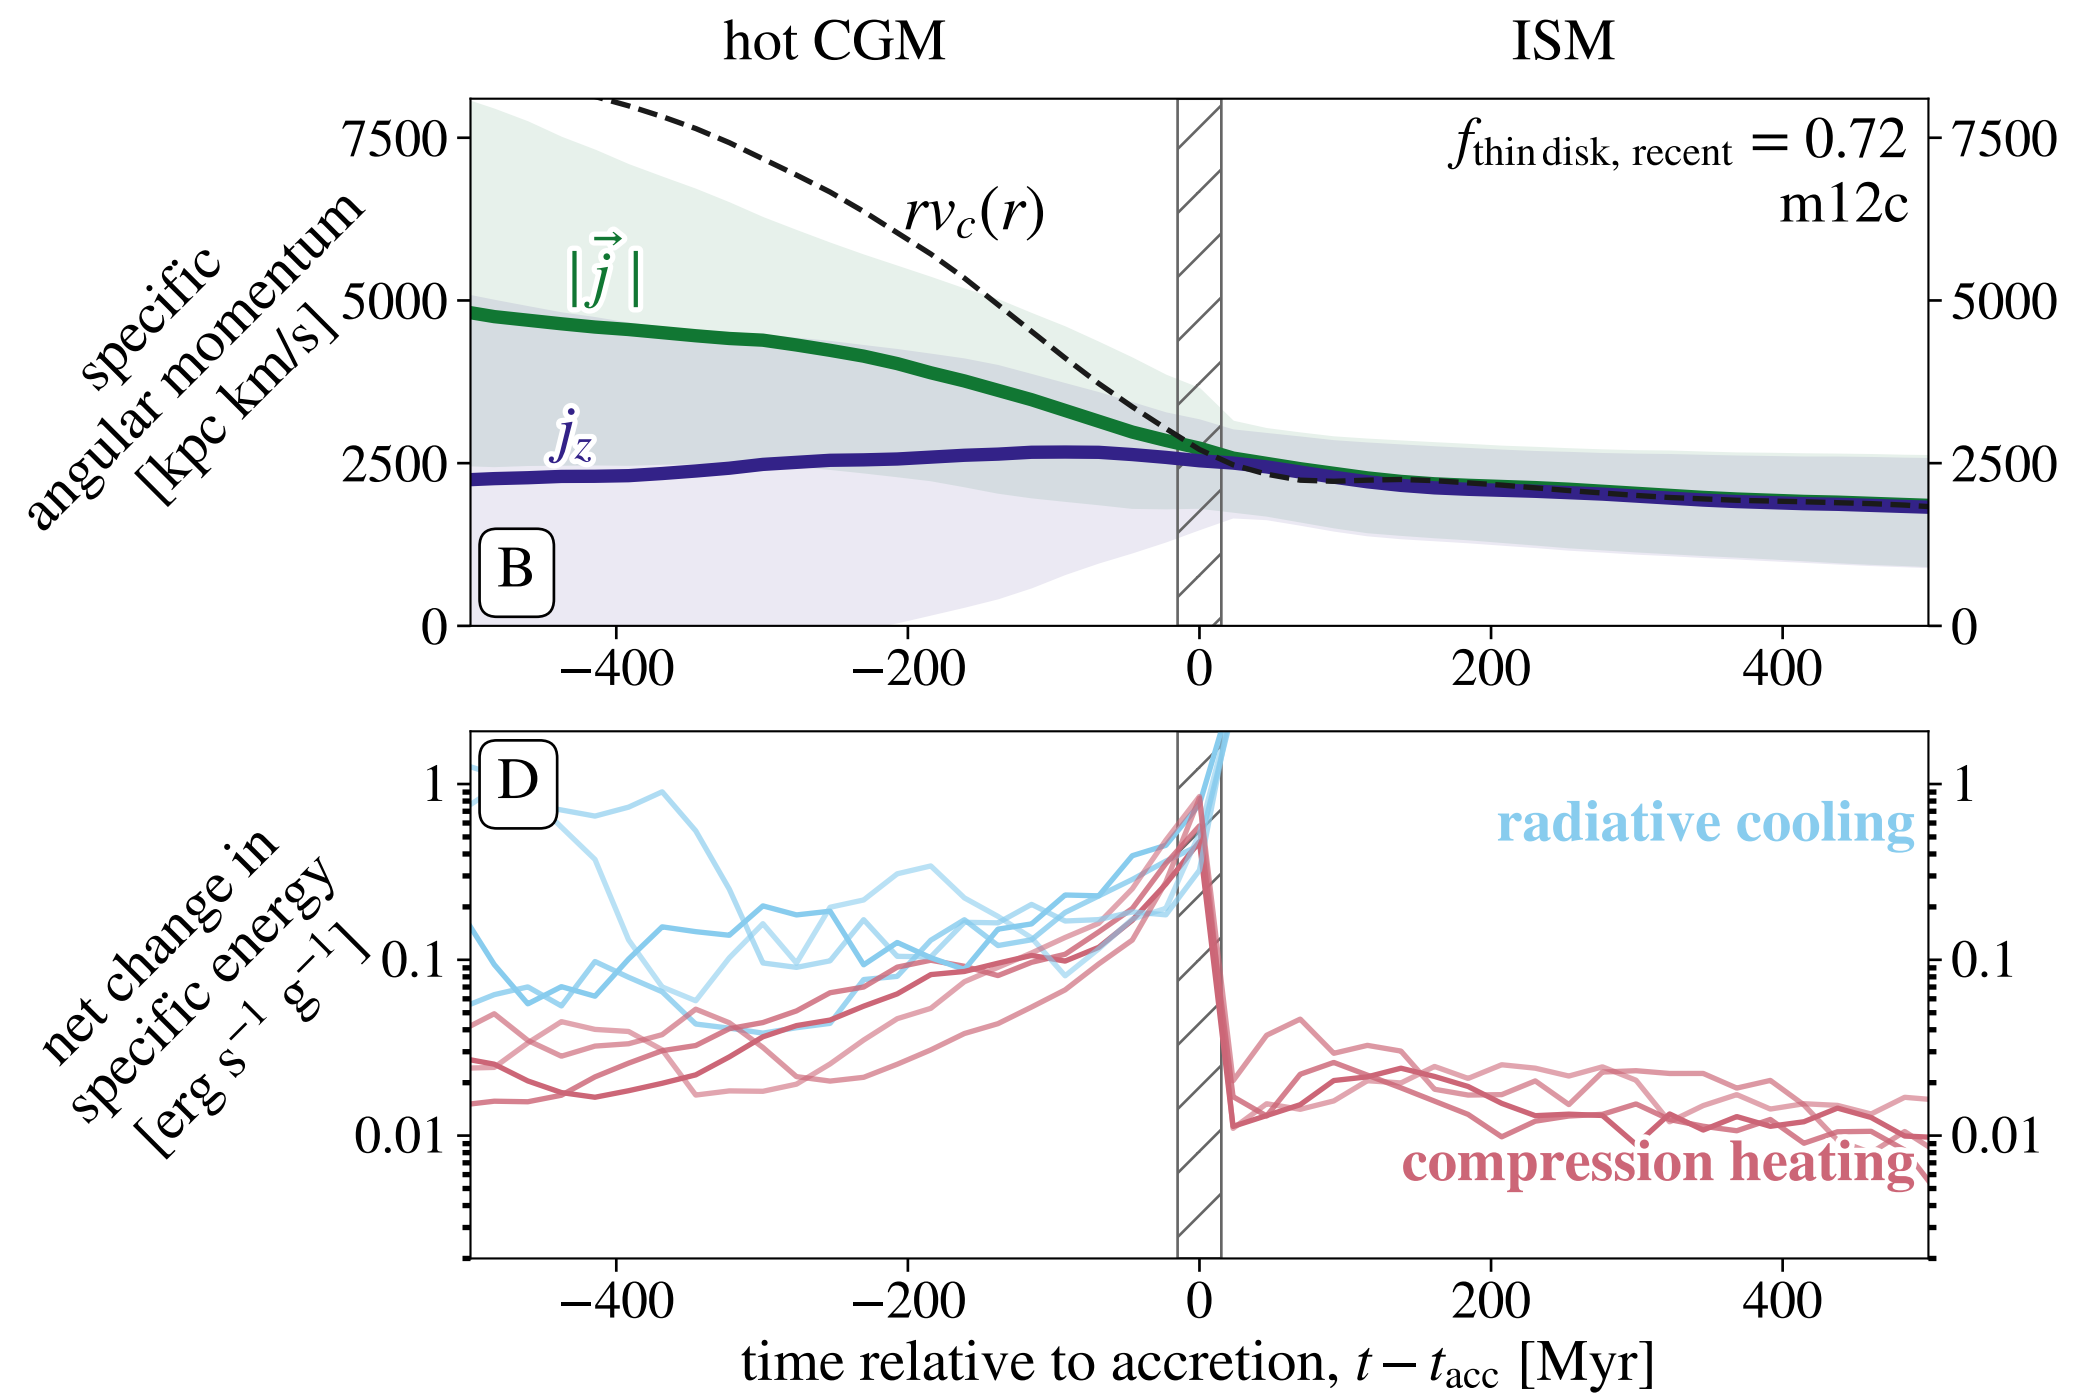 hot CGM
ISM
specific
angular momentum
[kpc km/s]
7500
5000
2500
0
7500
5000
2500
0
f_thin disk, recent = 0.72
m12c
rv_c(r)
|j⃗|
j_z
B
−400
−200
0
200
400
net change in
specific energy
[erg s⁻¹ g⁻¹]
1
0.1
0.01
1
0.1
0.01
D
radiative cooling
compression heating
−400
−200
0
200
400
time relative to accretion, t − t_acc [Myr]